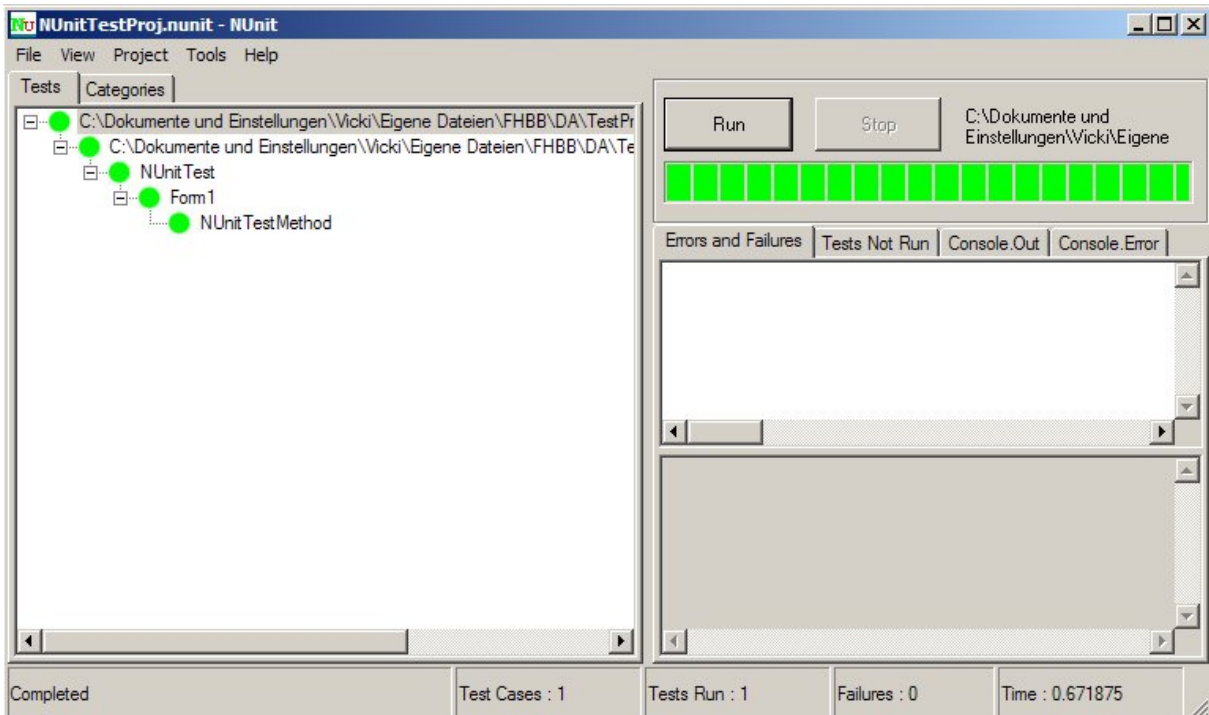 NUnitTestProj.nunit - NUnit
File View Project Tools Help
Tests Categories
C:\Dokumente und Einstellungen\Vicki\Eigene Dateien\FHBB\DA\TestPr
C:\Dokumente und Einstellungen\Vicki\Eigene Dateien\FHBB\DA\Te
NUnitTest
Form1
NUnitTestMethod
Run
Stop
C:\Dokumente und
Einstellungen\Vicki\Eigene
Errors and Failures Tests Not Run Console.Out Console.Error
Completed
Test Cases : 1
Tests Run : 1
Failures : 0
Time : 0.671875